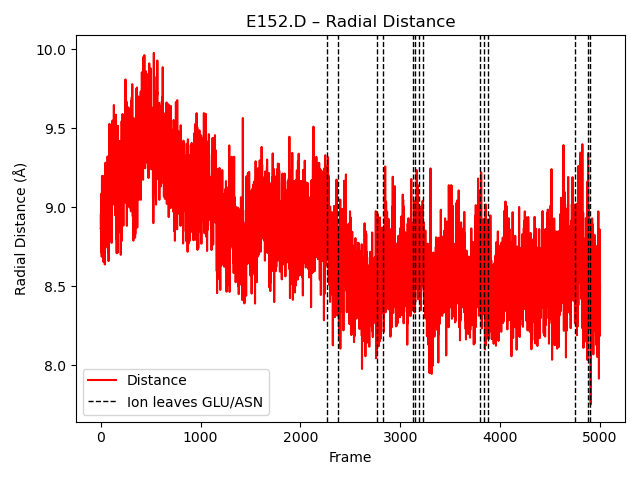 E152.D – Radial Distance
Radial Distance (Å)
10.0
9.5
9.0
8.5
8.0
Distance
Ion leaves GLU/ASN
0 1000 2000 3000 4000 5000
Frame